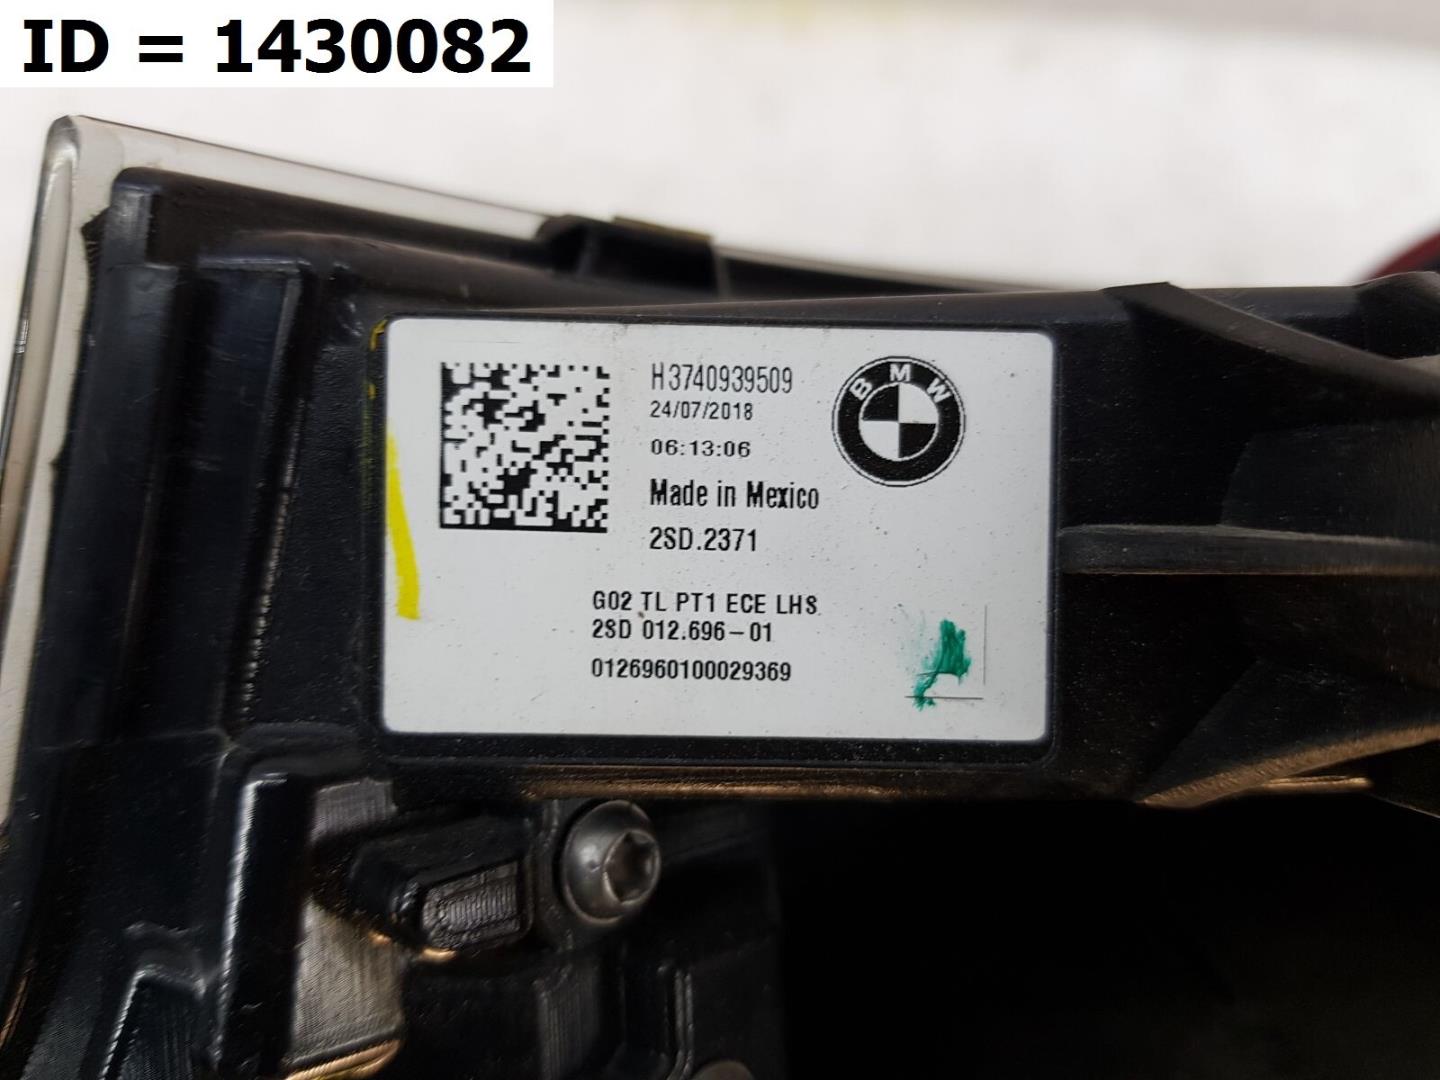 ID = 1430082
H3740939509
24/07/2018
06:13:06
Made in Mexico
2SD.2371
BMW
G02 TL PT1 ECE LHS
2SD 012.696-01
0126960100029369